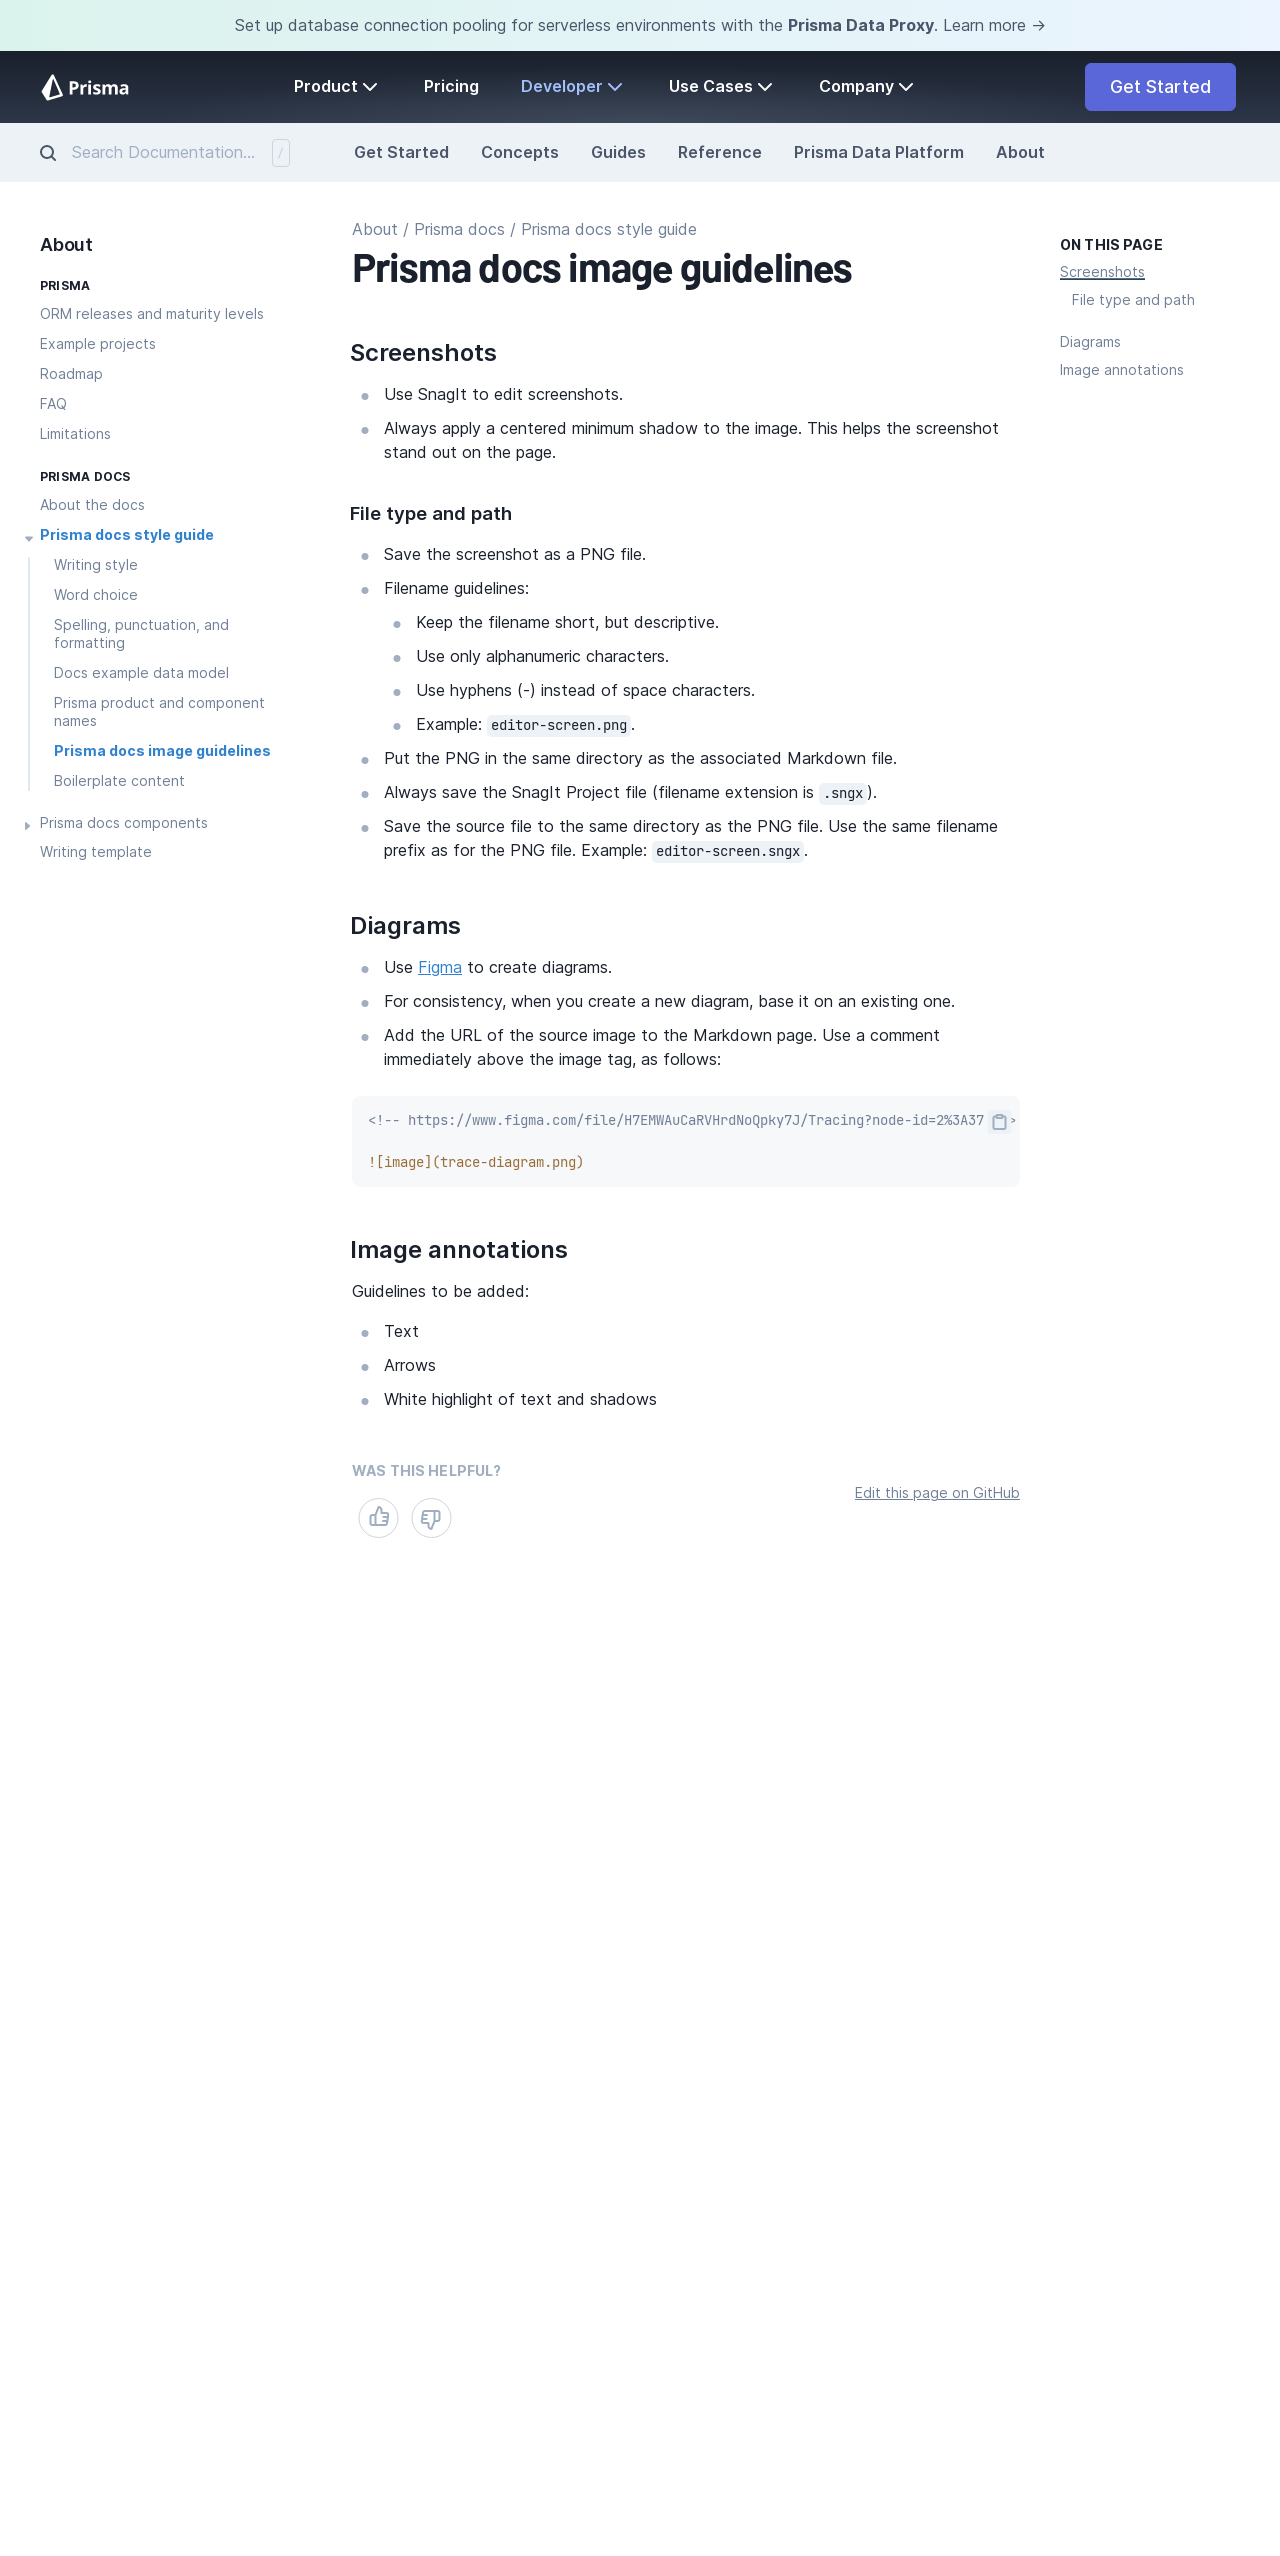 Set up database connection pooling for serverless environments with the Prisma Data Proxy. Learn more →
Prisma
Product
Pricing
Developer
Use Cases
Company
Get Started
Search Documentation...
/
Get Started
Concepts
Guides
Reference
Prisma Data Platform
About
About
PRISMA
ORM releases and maturity levels
Example projects
Roadmap
FAQ
Limitations
PRISMA DOCS
About the docs
Prisma docs style guide
Writing style
Word choice
Spelling, punctuation, and
formatting
Docs example data model
Prisma product and component
names
Prisma docs image guidelines
Boilerplate content
Prisma docs components
Writing template
About / Prisma docs / Prisma docs style guide
Prisma docs image guidelines
Screenshots
Use SnagIt to edit screenshots.
Always apply a centered minimum shadow to the image. This helps the screenshot
stand out on the page.
File type and path
Save the screenshot as a PNG file.
Filename guidelines:
Keep the filename short, but descriptive.
Use only alphanumeric characters.
Use hyphens (-) instead of space characters.
Example: editor-screen.png.
Put the PNG in the same directory as the associated Markdown file.
Always save the SnagIt Project file (filename extension is .sngx).
Save the source file to the same directory as the PNG file. Use the same filename
prefix as for the PNG file. Example: editor-screen.sngx.
Diagrams
Use Figma to create diagrams.
For consistency, when you create a new diagram, base it on an existing one.
Add the URL of the source image to the Markdown page. Use a comment
immediately above the image tag, as follows:
<!-- https://www.figma.com/file/H7EMWAuCaRVHrdNoQpky7J/Tracing?node-id=2%3A37 >
![image](trace-diagram.png)
Image annotations
Guidelines to be added:
Text
Arrows
White highlight of text and shadows
WAS THIS HELPFUL?
Edit this page on GitHub
ON THIS PAGE
Screenshots
File type and path
Diagrams
Image annotations